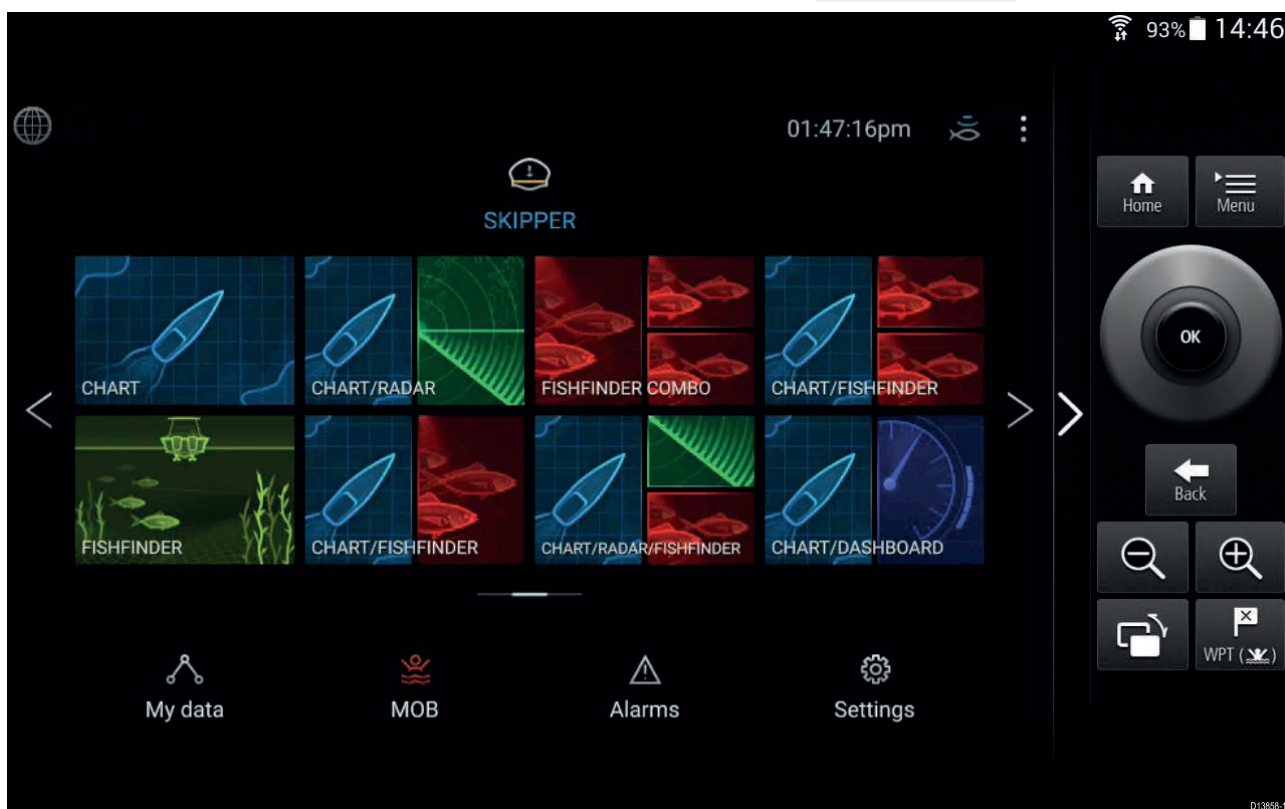 93% 14:46
01:47:16pm
SKIPPER
CHART
CHART/RADAR
FISHFINDER COMBO
CHART/FISHFINDER
FISHFINDER
CHART/FISHFINDER
CHART/RADAR/FISHFINDER
CHART/DASHBOARD
My data
MOB
Alarms
Settings
Home
Menu
OK
Back
WPT ( )
D13858-